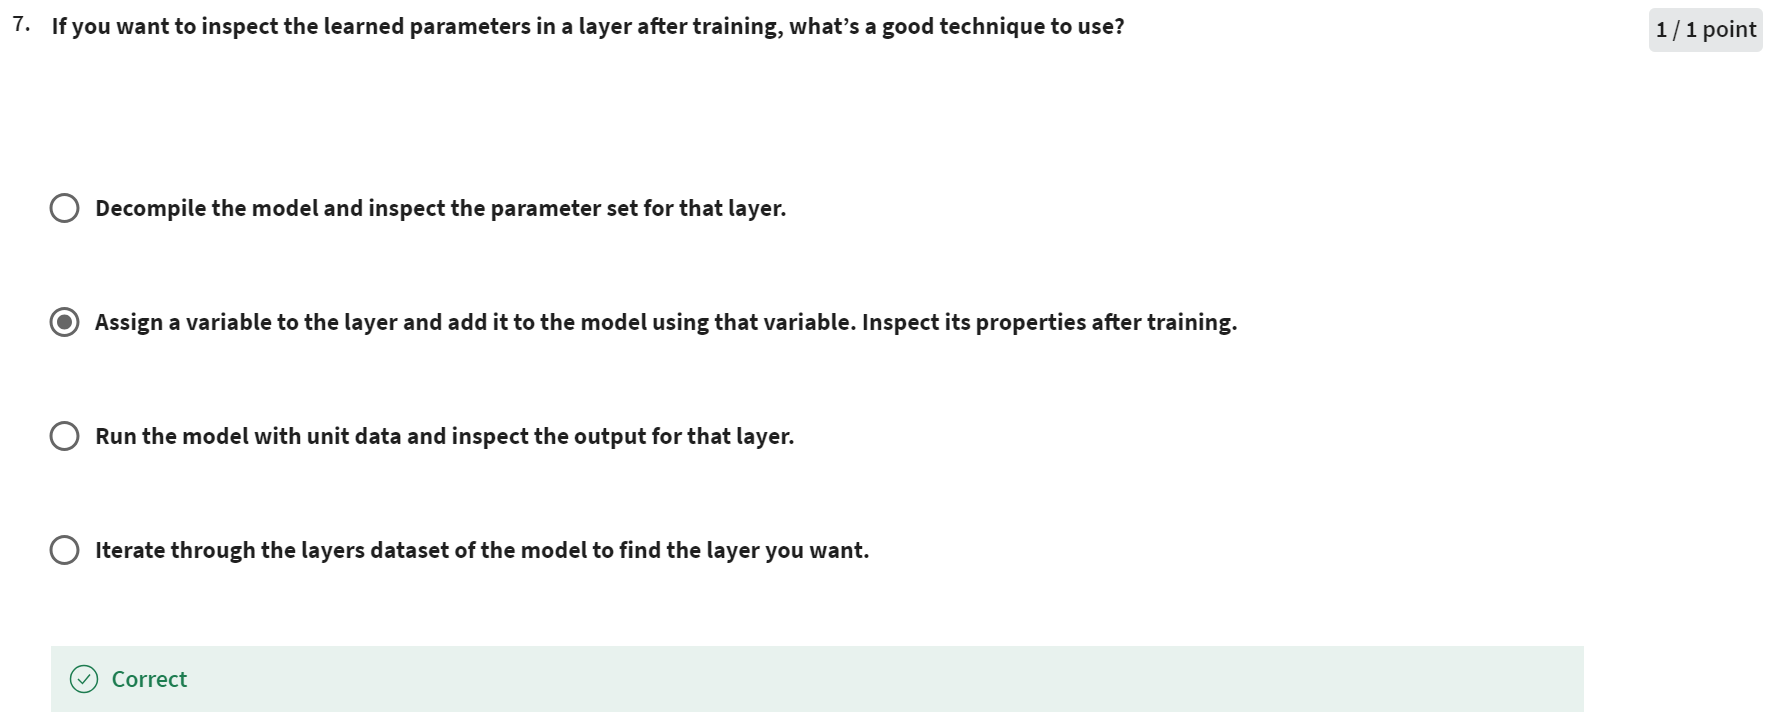 7. If you want to inspect the learned parameters in a layer after training, what’s a good technique to use?
1 / 1 point
Decompile the model and inspect the parameter set for that layer.
Assign a variable to the layer and add it to the model using that variable. Inspect its properties after training.
Run the model with unit data and inspect the output for that layer.
Iterate through the layers dataset of the model to find the layer you want.
Correct